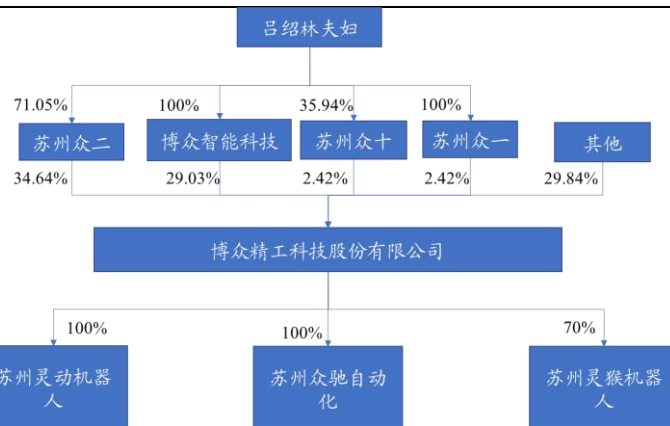 吕绍林夫妇
71.05%
100%
35.94%
100%
苏州众二
博众智能科技
苏州众十
苏州众一
其他
34.64%
29.03%
2.42%
2.42%
29.84%
博众精工科技股份有限公司
100%
100%
70%
苏州灵动机器
人
苏州众驰自动
化
苏州灵猴机器
人